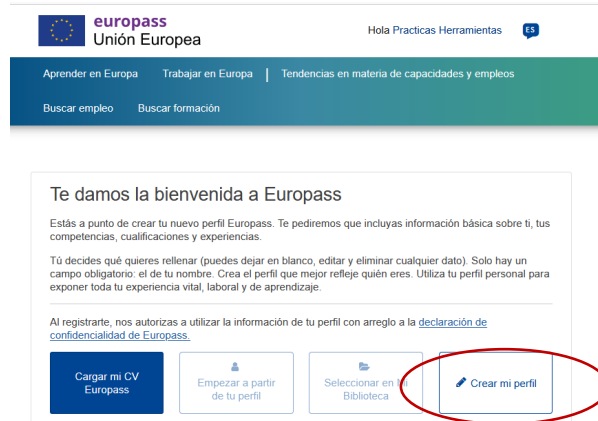 europass
Unión Europea
Hola Practicas Herramientas
ES
Aprender en Europa Trabajar en Europa | Tendencias en materia de capacidades y empleos
Buscar empleo Buscar formación
Te damos la bienvenida a Europass
Estás a punto de crear tu nuevo perfil Europass. Te pediremos que incluyas información básica sobre ti, tus
competencias, cualificaciones y experiencias.
Tú decides qué quieres rellenar (puedes dejar en blanco, editar y eliminar cualquier dato). Solo hay un
campo obligatorio: el de tu nombre. Crea el perfil que mejor refleje quién eres. Utiliza tu perfil personal para
exponer toda tu experiencia vital, laboral y de aprendizaje.
Al registrarte, nos autorizas a utilizar la información de tu perfil con arreglo a la declaración de
confidencialidad de Europass.
Cargar mi CV
Europass
Empezar a partir
de tu perfil
Seleccionar en Mi
Biblioteca
Crear mi perfil